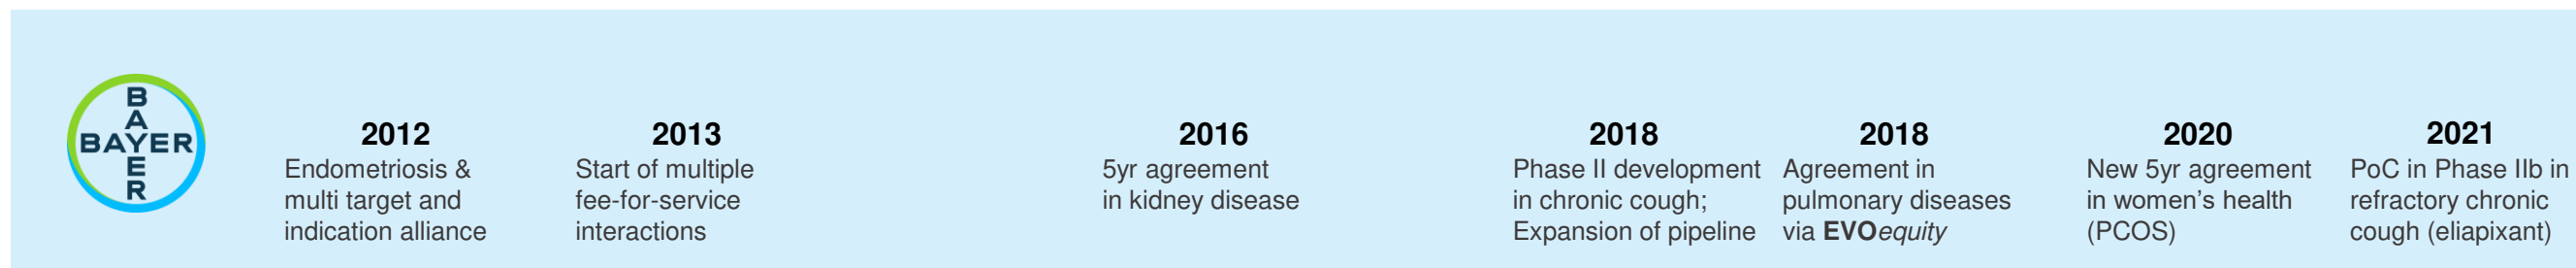 BAYER
BAYER
2012
Endometriosis &
multi target and
indication alliance
2013
Start of multiple
fee-for-service
interactions
2016
5yr agreement
in kidney disease
2018
Phase II development
in chronic cough;
Expansion of pipeline
2018
Agreement in
pulmonary diseases
via EVOequity
2020
New 5yr agreement
in women’s health
(PCOS)
2021
PoC in Phase IIb in
refractory chronic
cough (eliapixant)